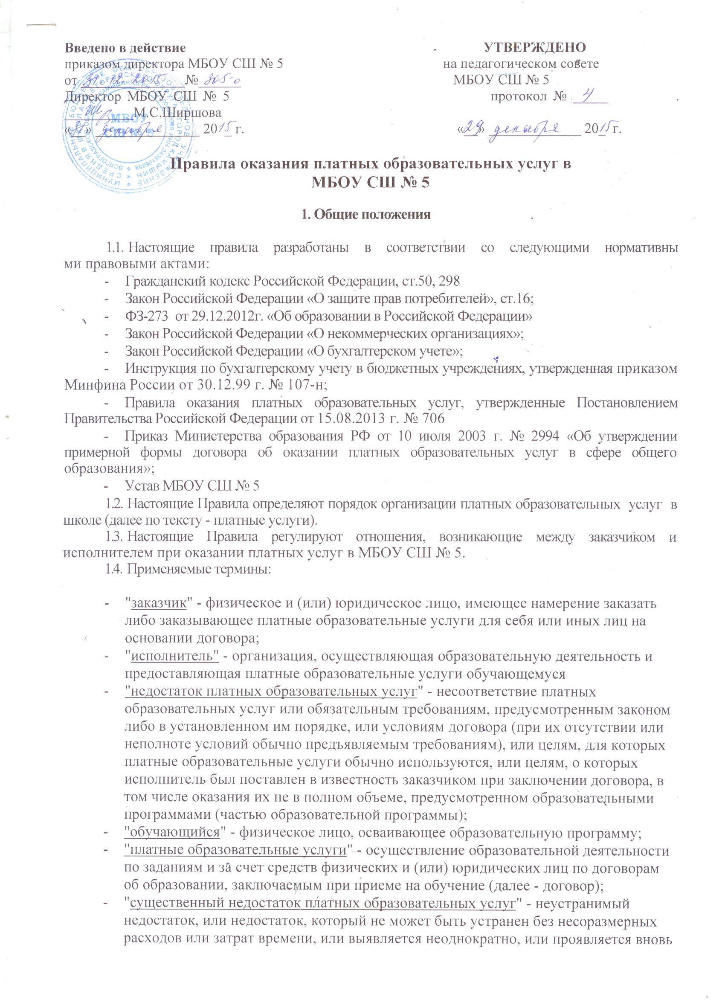 Введено в действие
приказом директора МБОУ СШ № 5
от 31.12.2015 № 305-о
Директор МБОУ СШ № 5
М.С.Ширшова
«31» декабря 2015 г.
УТВЕРЖДЕНО
на педагогическом совете
МБОУ СШ № 5
протокол № 4
«29» декабря 2015 г.
МБОУ
СШ № 5
Правила оказания платных образовательных услуг в
МБОУ СШ № 5
1. Общие положения
1.1. Настоящие правила разработаны в соответствии со следующими нормативны
ми правовыми актами:
- Гражданский кодекс Российской Федерации, ст.50, 298
- Закон Российской Федерации «О защите прав потребителей», ст.16;
- ФЗ-273 от 29.12.2012г. «Об образовании в Российской Федерации»
- Закон Российской Федерации «О некоммерческих организациях»;
- Закон Российской Федерации «О бухгалтерском учете»;
- Инструкция по бухгалтерскому учету в бюджетных учреждениях, утвержденная приказом
Минфина России от 30.12.99 г. № 107-н;
- Правила оказания платных образовательных услуг, утвержденные Постановлением
Правительства Российской Федерации от 15.08.2013 г. № 706
- Приказ Министерства образования РФ от 10 июля 2003 г. № 2994 «Об утверждении
примерной формы договора об оказании платных образовательных услуг в сфере общего
образования»;
- Устав МБОУ СШ № 5
1.2. Настоящие Правила определяют порядок организации платных образовательных услуг в
школе (далее по тексту - платные услуги).
1.3. Настоящие Правила регулируют отношения, возникающие между заказчиком и
исполнителем при оказании платных услуг в МБОУ СШ № 5.
1.4. Применяемые термины:
- "заказчик" - физическое и (или) юридическое лицо, имеющее намерение заказать
либо заказывающее платные образовательные услуги для себя или иных лиц на
основании договора;
- "исполнитель" - организация, осуществляющая образовательную деятельность и
предоставляющая платные образовательные услуги обучающемуся
- "недостаток платных образовательных услуг" - несоответствие платных
образовательных услуг или обязательным требованиям, предусмотренным законом
либо в установленном им порядке, или условиям договора (при их отсутствии или
неполноте условий обычно предъявляемым требованиям), или целям, для которых
платные образовательные услуги обычно используются, или целям, о которых
исполнитель был поставлен в известность заказчиком при заключении договора, в
том числе оказания их не в полном объеме, предусмотренном образовательными
программами (частью образовательной программы);
- "обучающийся" - физическое лицо, осваивающее образовательную программу;
- "платные образовательные услуги" - осуществление образовательной деятельности
по заданиям и за счет средств физических и (или) юридических лиц по договорам
об образовании, заключаемым при приеме на обучение (далее - договор);
- "существенный недостаток платных образовательных услуг" - неустранимый
недостаток, или недостаток, который не может быть устранен без несоразмерных
расходов или затрат времени, или выявляется неоднократно, или проявляется вновь